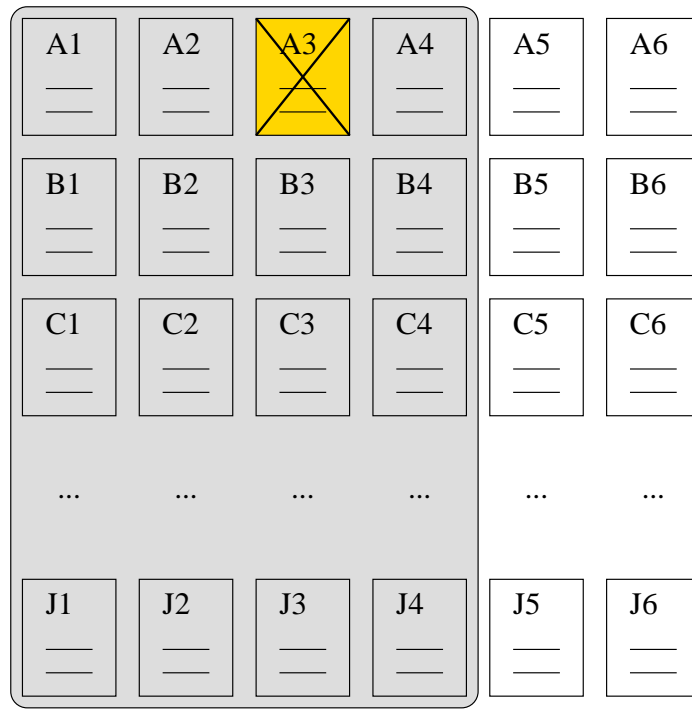 A1 A2 A3 A4 A5 A6
B1 B2 B3 B4 B5 B6
C1 C2 C3 C4 C5 C6
... ... ... ... ... ...
J1 J2 J3 J4 J5 J6